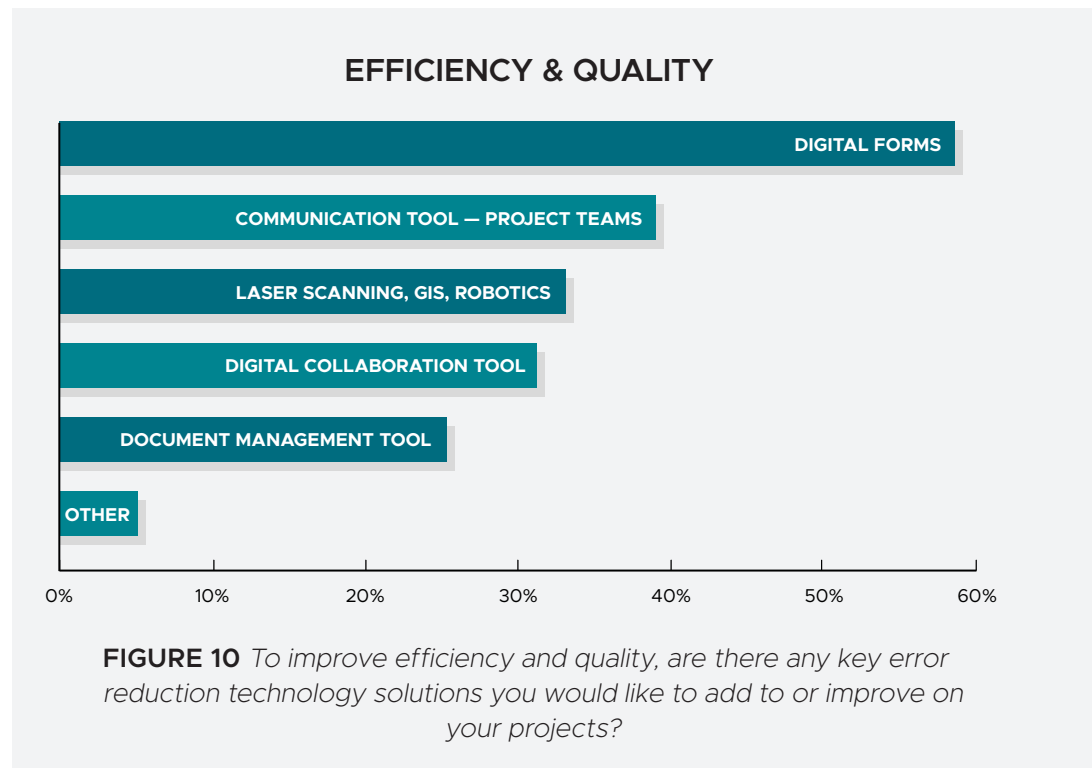 EFFICIENCY & QUALITY
DIGITAL FORMS
COMMUNICATION TOOL — PROJECT TEAMS
LASER SCANNING, GIS, ROBOTICS
DIGITAL COLLABORATION TOOL
DOCUMENT MANAGEMENT TOOL
OTHER
0% 10% 20% 30% 40% 50% 60%
FIGURE 10 To improve efficiency and quality, are there any key error
reduction technology solutions you would like to add to or improve on
your projects?